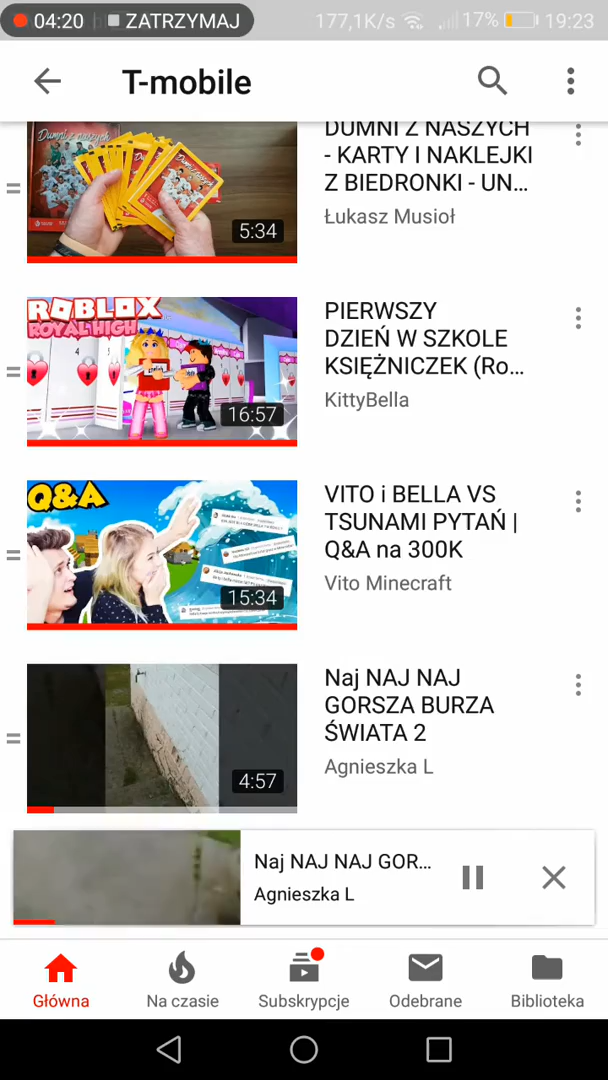 04:20 ZATRZYMAJ 177,1K/s 17% 19:23
T-mobile
Dumni z naszych
5:34
DUMNI Z NASZYCH
- KARTY I NAKLEJKI
Z BIEDRONKI - UN...
Łukasz Musioł
ROBLOX
ROYAL HIGH
16:57
PIERWSZY
DZIEŃ W SZKOLE
KSIĘŻNICZEK (Ro...
KittyBella
Q&A
15:34
VITO i BELLA VS
TSUNAMI PYTAŃ |
Q&A na 300K
Vito Minecraft
4:57
Naj NAJ NAJ
GORSZA BURZA
ŚWIATA 2
Agnieszka L
Naj NAJ NAJ GOR...
Agnieszka L
Główna
Na czasie
Subskrypcje
Odebrane
Biblioteka